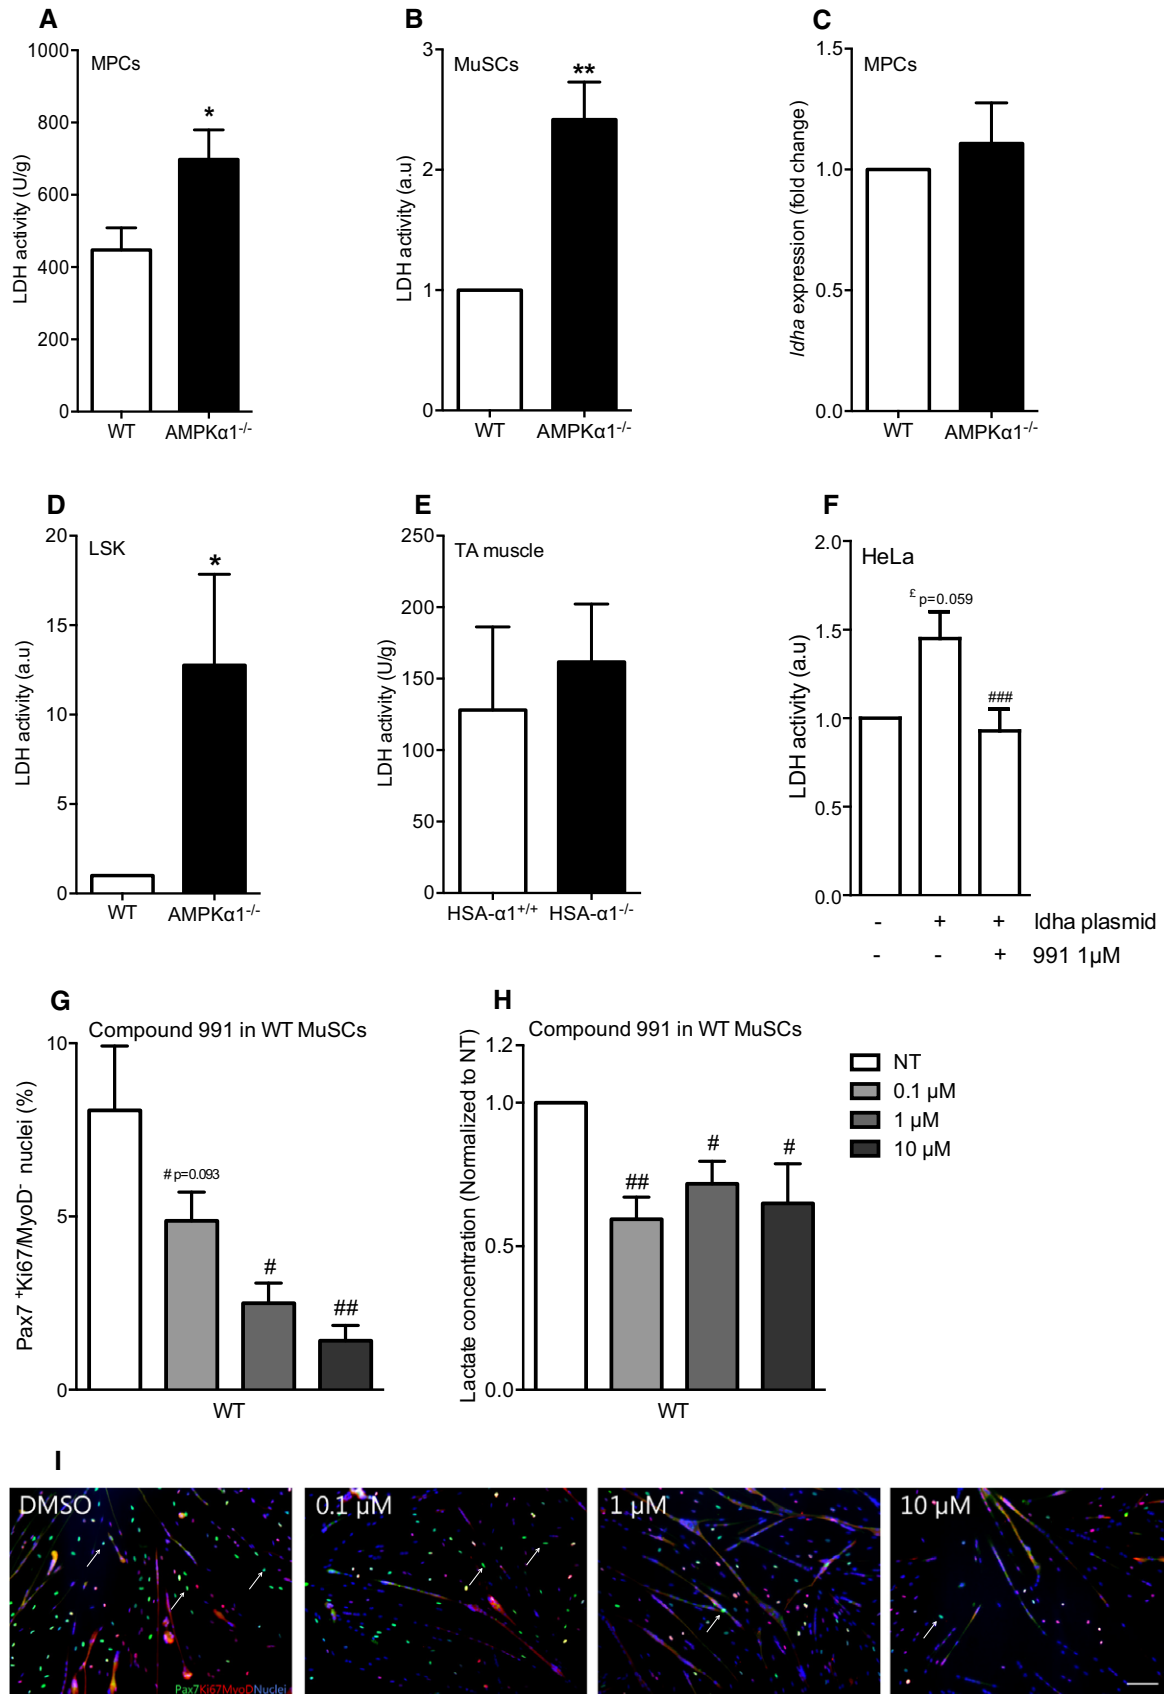 A
MPCs
LDH activity (U/g)
1000
800
600
400
200
0
*
WT
AMPKα1-/-
B
MuSCs
LDH activity (a.u)
3
2
1
0
**
WT
AMPKα1-/-
C
MPCs
ldha expression (fold change)
1.5
1.0
0.5
0.0
WT
AMPKα1-/-
D
LSK
LDH activity (a.u)
20
15
10
5
0
*
WT
AMPKα1-/-
E
TA muscle
LDH activity (U/g)
250
200
150
100
50
0
HSA-α1+/+
HSA-α1-/-
F
HeLa
LDH activity (a.u)
2.0
1.5
1.0
0.5
0.0
£ p=0.059
###
- + + ldha plasmid
- - + 991 1µM
G
Compound 991 in WT MuSCs
Pax7 +Ki67/MyoD- nuclei (%)
10
5
0
# p=0.093
#
##
WT
H
Compound 991 in WT MuSCs
Lactate concentration (Normalized to NT)
1.2
1.0
0.5
0.0
##
#
#
WT
NT
0.1 µM
1 µM
10 µM
I
DMSO
0.1 µM
1 µM
10 µM
Pax7Ki67MyoDNuclei